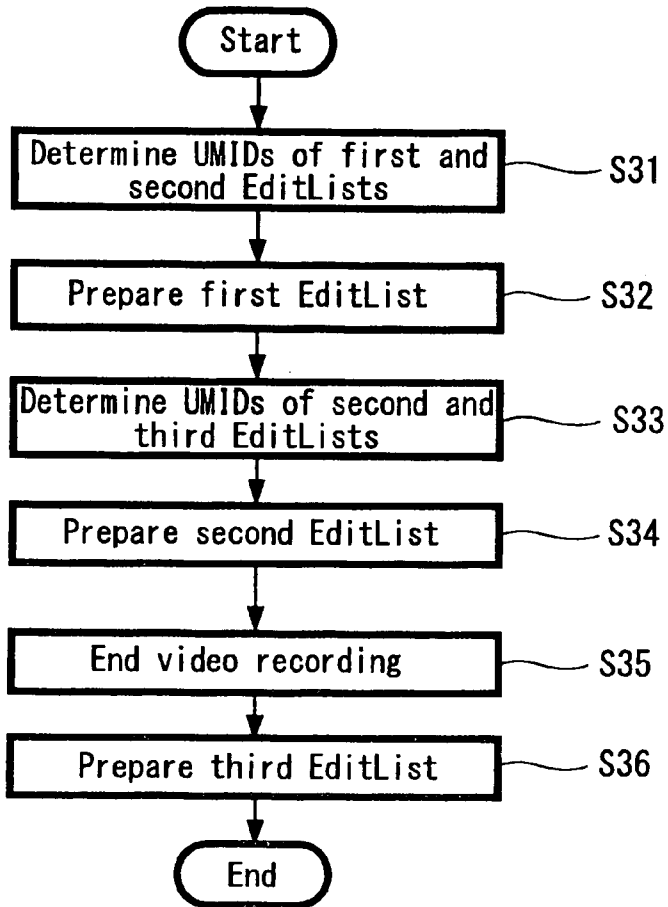 Start
Determine UMIDs of first and
second EditLists
S31
Prepare first EditList
S32
Determine UMIDs of second and
third EditLists
S33
Prepare second EditList
S34
End video recording
S35
Prepare third EditList
S36
End